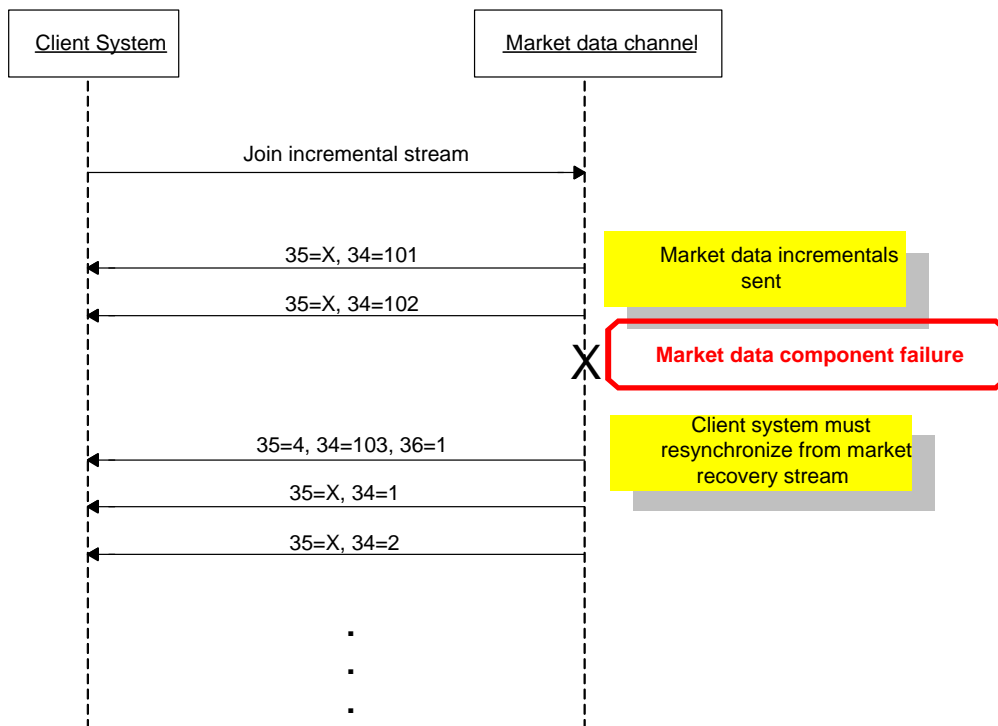 Client System
Market data channel
Join incremental stream
35=X, 34=101
Market data incrementals
sent
35=X, 34=102
X
Market data component failure
Client system must
resynchronize from market
recovery stream
35=4, 34=103, 36=1
35=X, 34=1
35=X, 34=2
.
.
.